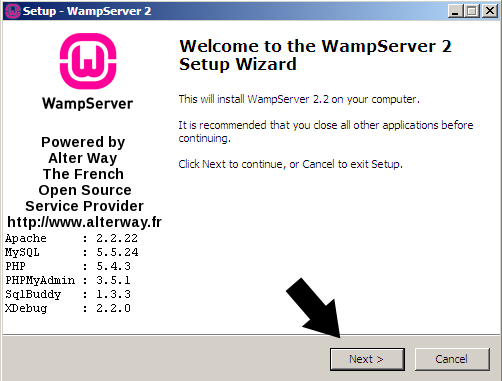 Setup - WampServer 2
WampServer
Powered by
Alter Way
The French
Open Source
Service Provider
http://www.alterway.fr
Apache : 2.2.22
MySQL : 5.5.24
PHP : 5.4.3
PHPMyAdmin : 3.5.1
SqlBuddy : 1.3.3
XDebug : 2.2.0
Welcome to the WampServer 2
Setup Wizard
This will install WampServer 2.2 on your computer.
It is recommended that you close all other applications before
continuing.
Click Next to continue, or Cancel to exit Setup.
Next >
Cancel